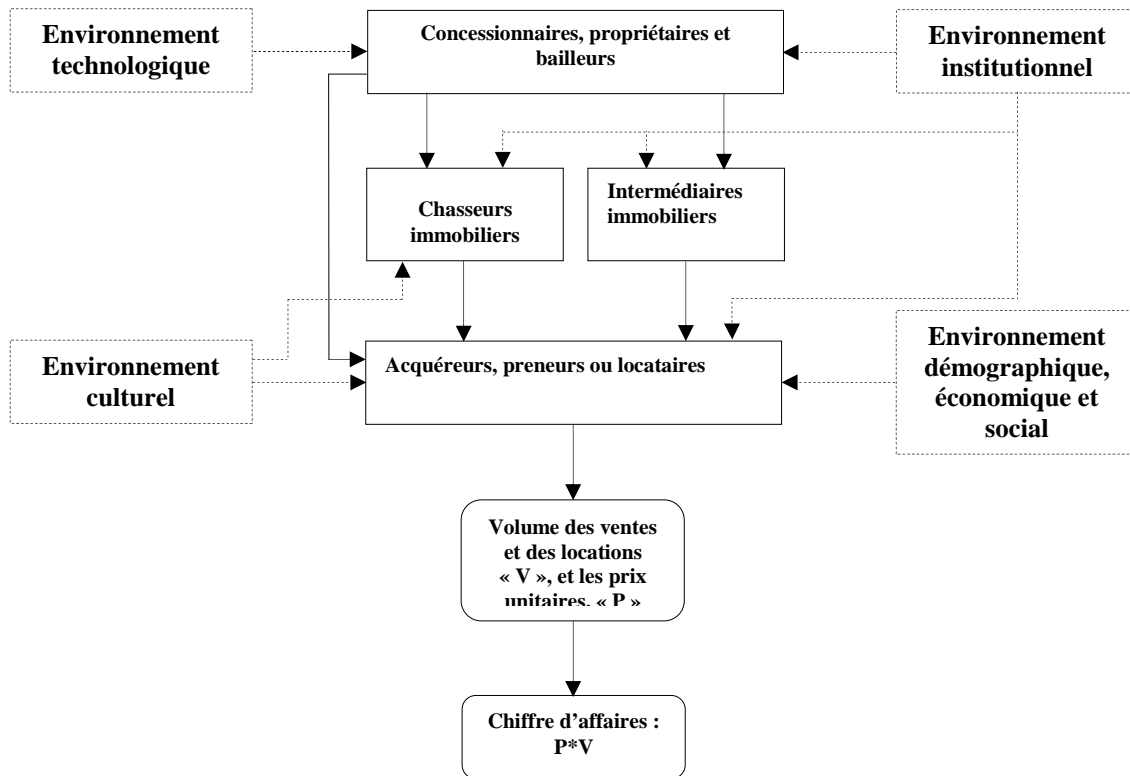 Environnement
technologique
Concessionnaires, propriétaires et
bailleurs
Environnement
institutionnel
Chasseurs
immobiliers
Intermédiaires
immobiliers
Environnement
culturel
Acquéreurs, preneurs ou locataires
Environnement
démographique,
économique et
social
Volume des ventes
et des locations
« V », et les prix
unitaires. « P »
Chiffre d'affaires :
P*V